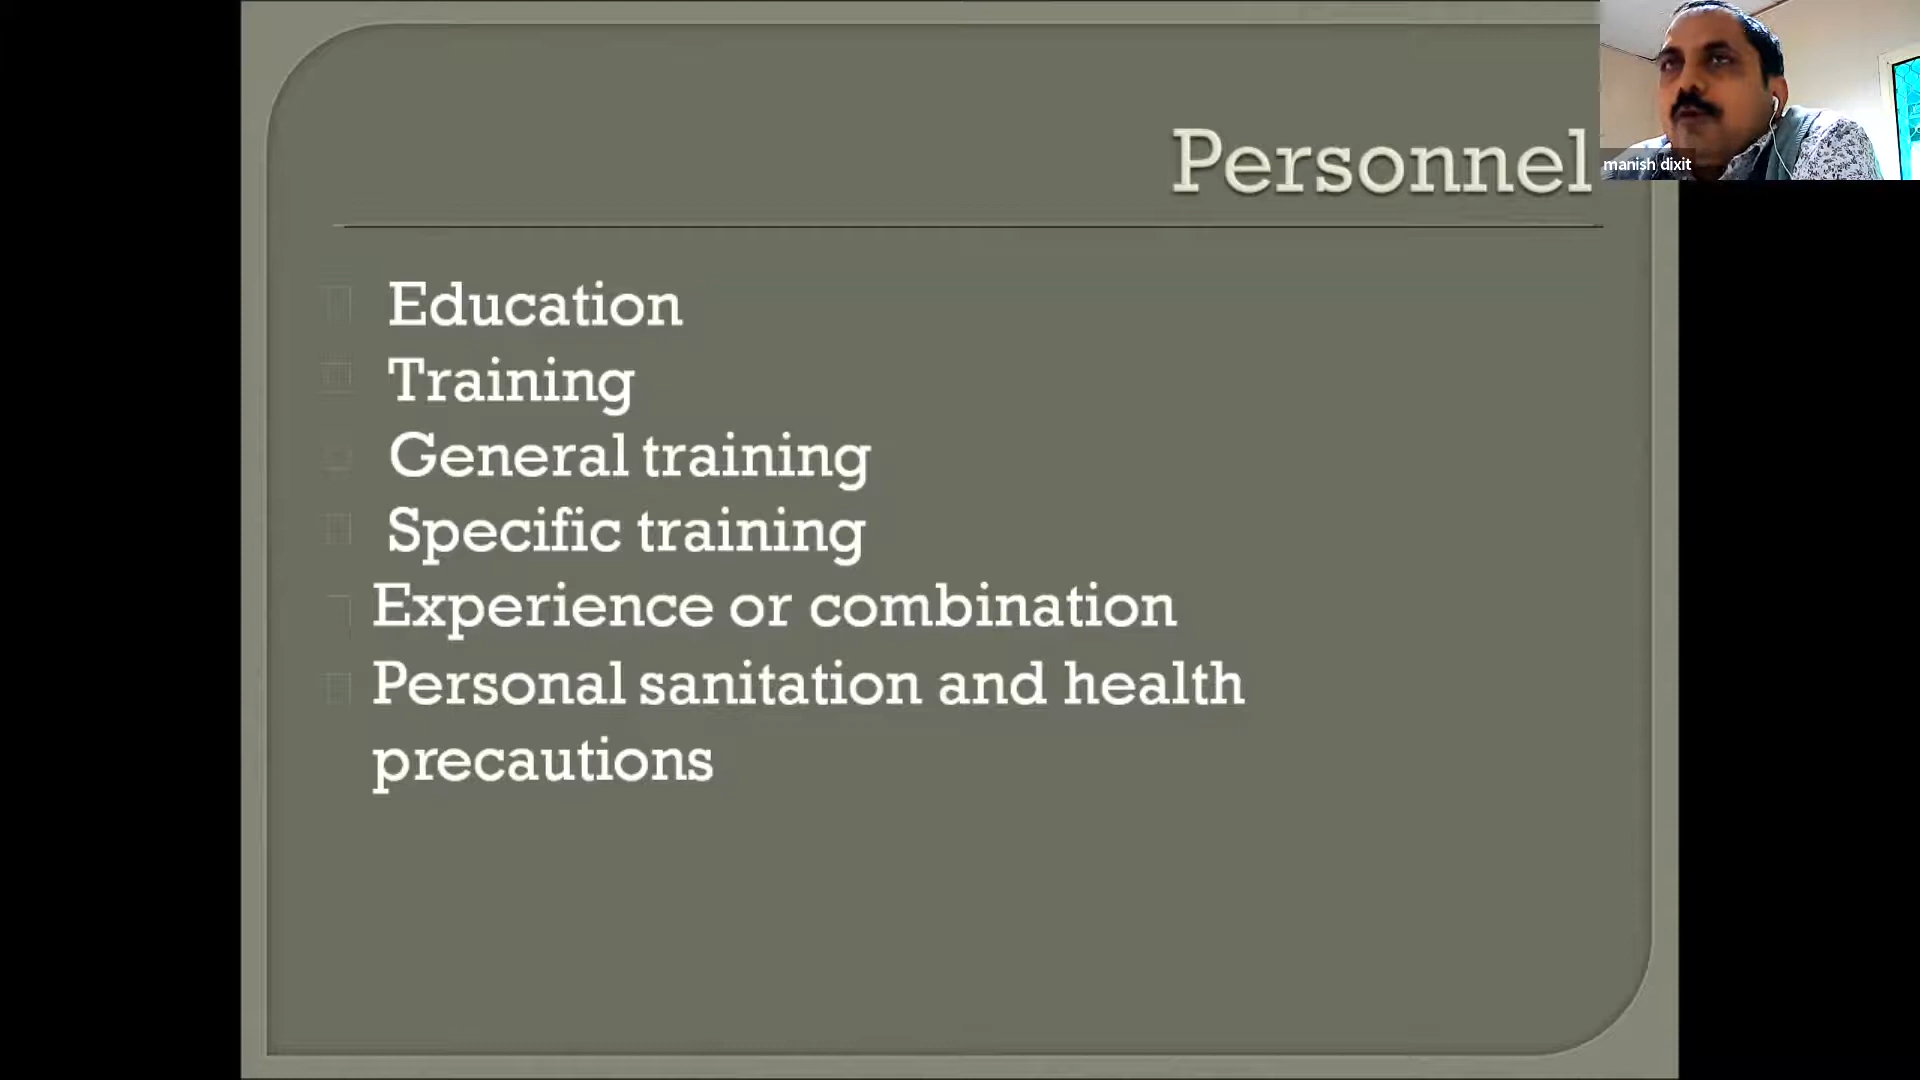 Personnel
manish dixit
Education
Training
General training
Specific training
Experience or combination
Personal sanitation and health
precautions